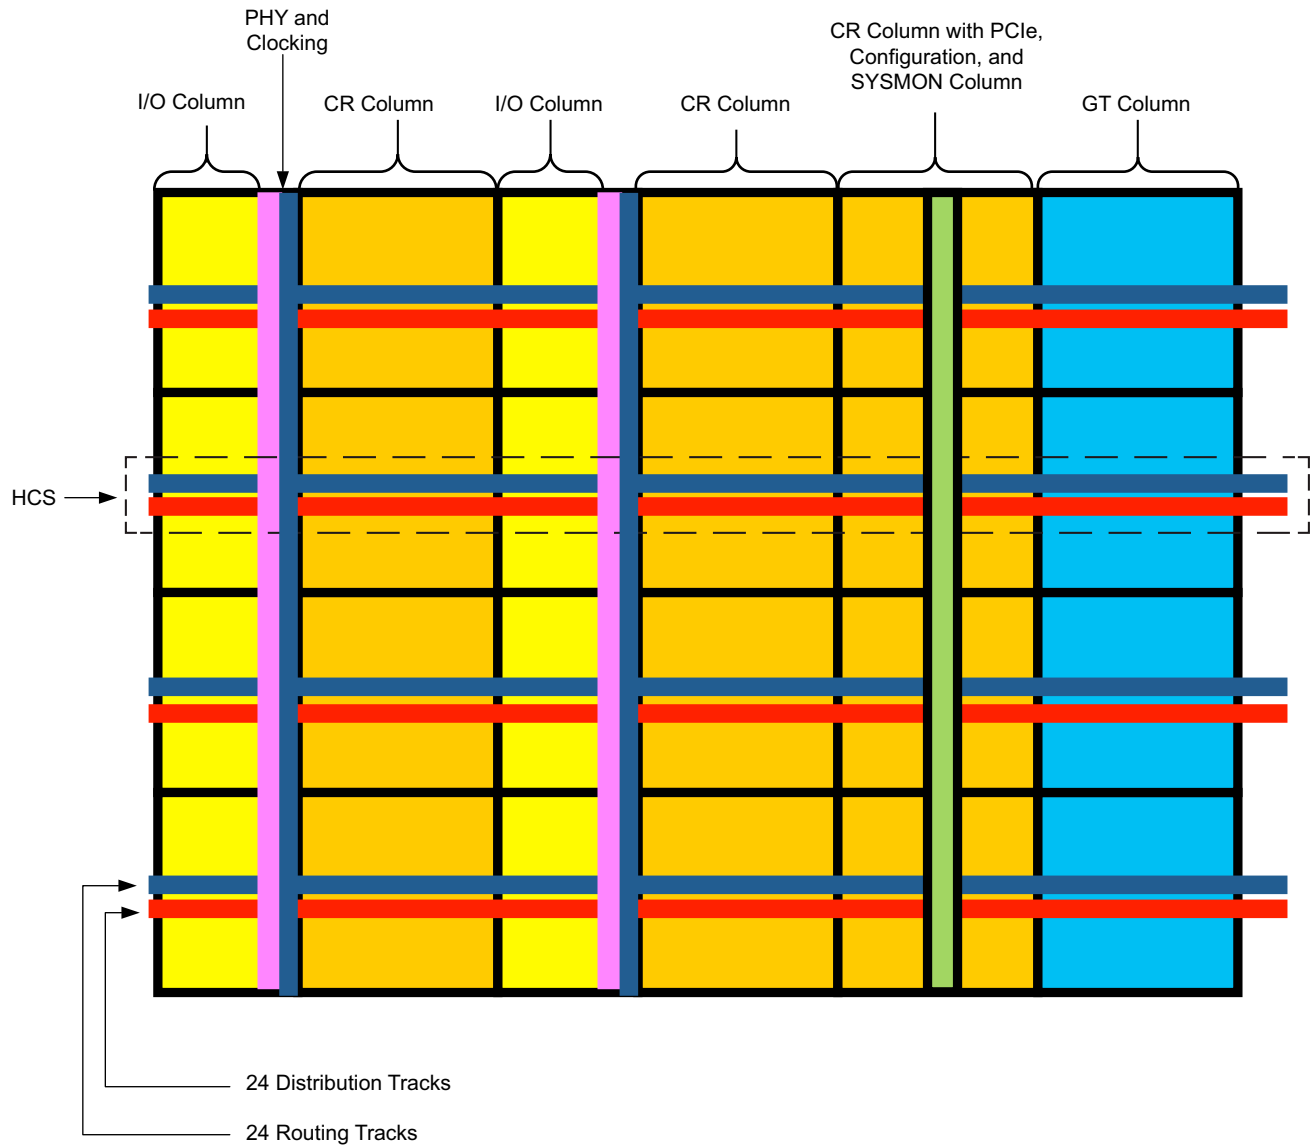 PHY and
Clocking
CR Column with PCIe,
Configuration, and
SYSMON Column
I/O Column
CR Column
I/O Column
CR Column
GT Column
HCS
24 Distribution Tracks
24 Routing Tracks